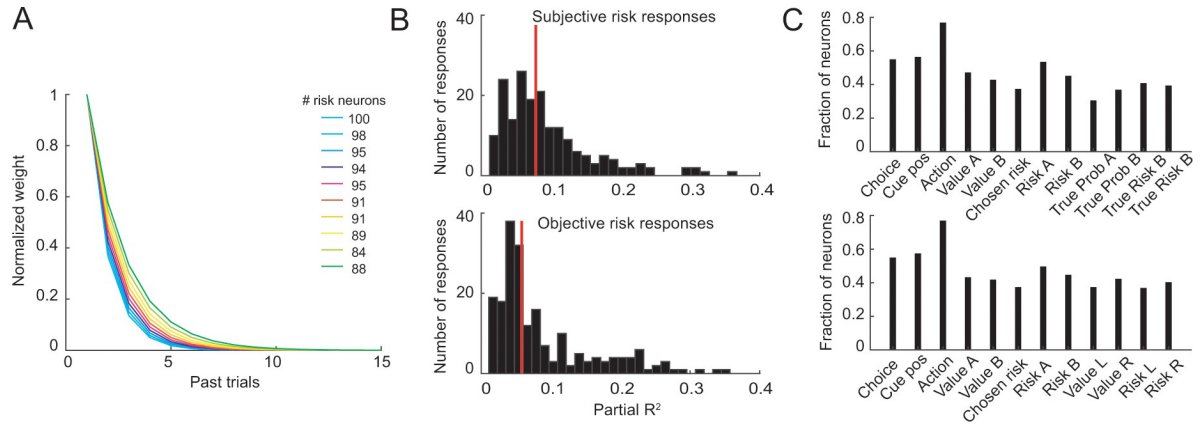 A
Normalized weight
1
0.8
0.6
0.4
0.2
0
0
5
10
15
Past trials
# risk neurons
100
98
95
94
95
91
91
89
84
88
B
Subjective risk responses
Number of responses
40
20
0
0
0.1
0.2
0.3
0.4
Objective risk responses
Number of responses
40
20
0
0
0.1
0.2
0.3
0.4
Partial R²
C
Fraction of neurons
0.8
0.6
0.4
0.2
0
Choice
Cue pos
Action
Value A
Value B
Chosen risk
Risk A
Risk B
True Prob A
True Prob B
True Risk B
True Risk B
Fraction of neurons
0.8
0.6
0.4
0.2
0
Choice
Cue pos
Action
Value A
Value B
Chosen risk
Risk A
Risk B
Value L
Value R
Risk L
Risk R